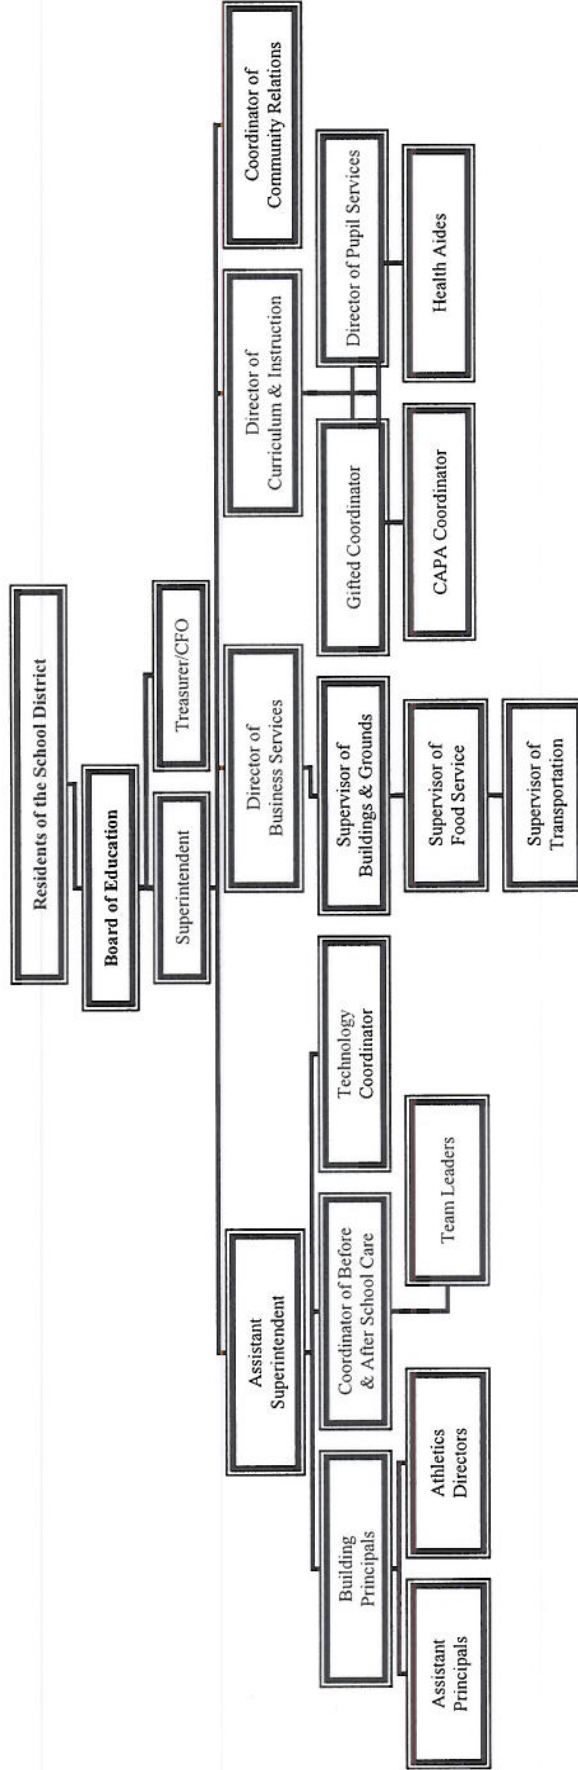 Residents of the School District
Board of Education
Superintendent
Treasurer/CFO
Assistant
Superintendent
Director of
Business Services
Director of
Curriculum & Instruction
Coordinator of
Community Relations
Building
Principals
Coordinator of Before
& After School Care
Technology
Coordinator
Supervisor of
Buildings & Grounds
Gifted Coordinator
Director of Pupil Services
Assistant
Principals
Athletics
Directors
Team Leaders
Supervisor of
Food Service
CAPA Coordinator
Health Aides
Supervisor of
Transportation